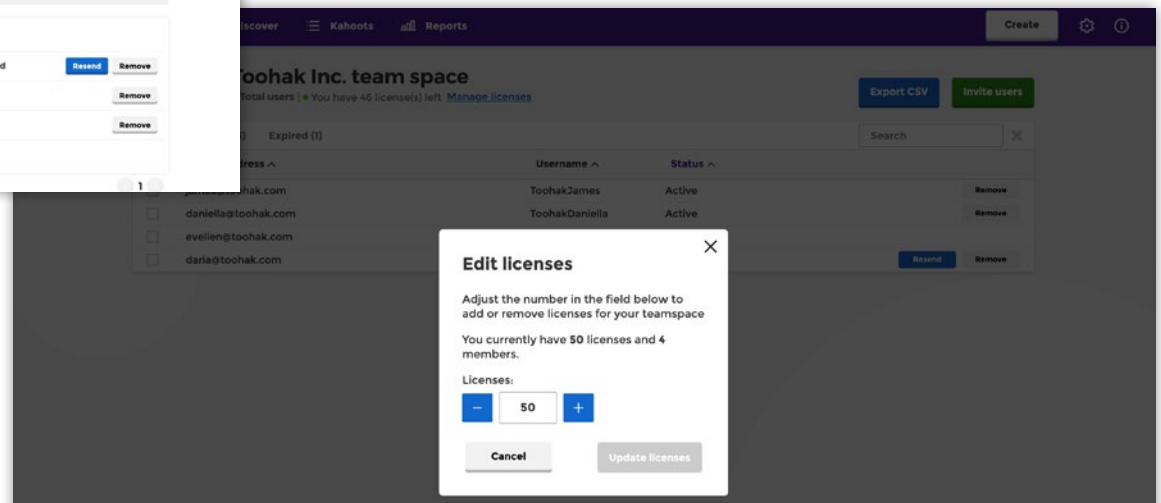 Resend Remove
Remove
Remove
1
Kahoots Reports Create
Toohak Inc. team space
Total users | You have 46 license(s) left Manage licenses
Export CSV Invite users
Expired (1) Search
Username Status
ToohakJames Active Remove
daniella@toohak.com ToohakDaniella Active Remove
evelien@toohak.com
daria@toohak.com Resend Remove
Edit licenses
Adjust the number in the field below to
add or remove licenses for your teamspace
You currently have 50 licenses and 4
members.
Licenses:
− 50 +
Cancel Update licenses